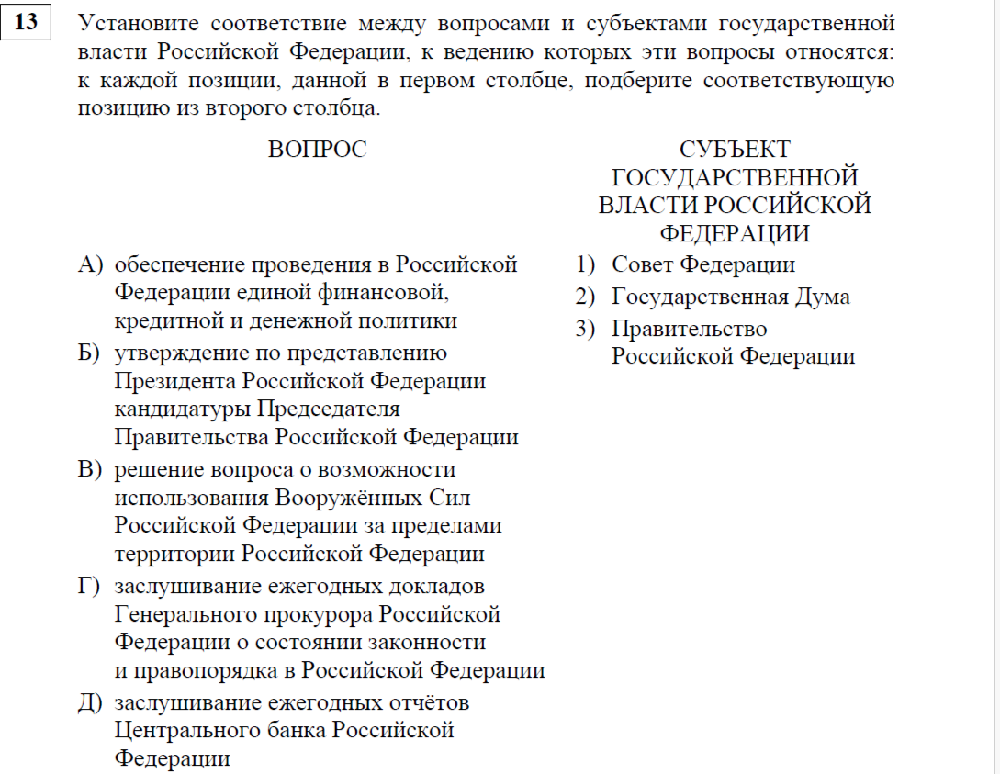 13
Установите соответствие между вопросами и субъектами государственной
власти Российской Федерации, к ведению которых эти вопросы относятся:
к каждой позиции, данной в первом столбце, подберите соответствующую
позицию из второго столбца.
ВОПРОС
А) обеспечение проведения в Российской
Федерации единой финансовой,
кредитной и денежной политики
Б) утверждение по представлению
Президента Российской Федерации
кандидатуры Председателя
Правительства Российской Федерации
В) решение вопроса о возможности
использования Вооружённых Сил
Российской Федерации за пределами
территории Российской Федерации
Г) заслушивание ежегодных докладов
Генерального прокурора Российской
Федерации о состоянии законности
и правопорядка в Российской Федерации
Д) заслушивание ежегодных отчётов
Центрального банка Российской
Федерации
СУБЪЕКТ
ГОСУДАРСТВЕННОЙ
ВЛАСТИ РОССИЙСКОЙ
ФЕДЕРАЦИИ
1) Совет Федерации
2) Государственная Дума
3) Правительство
Российской Федерации